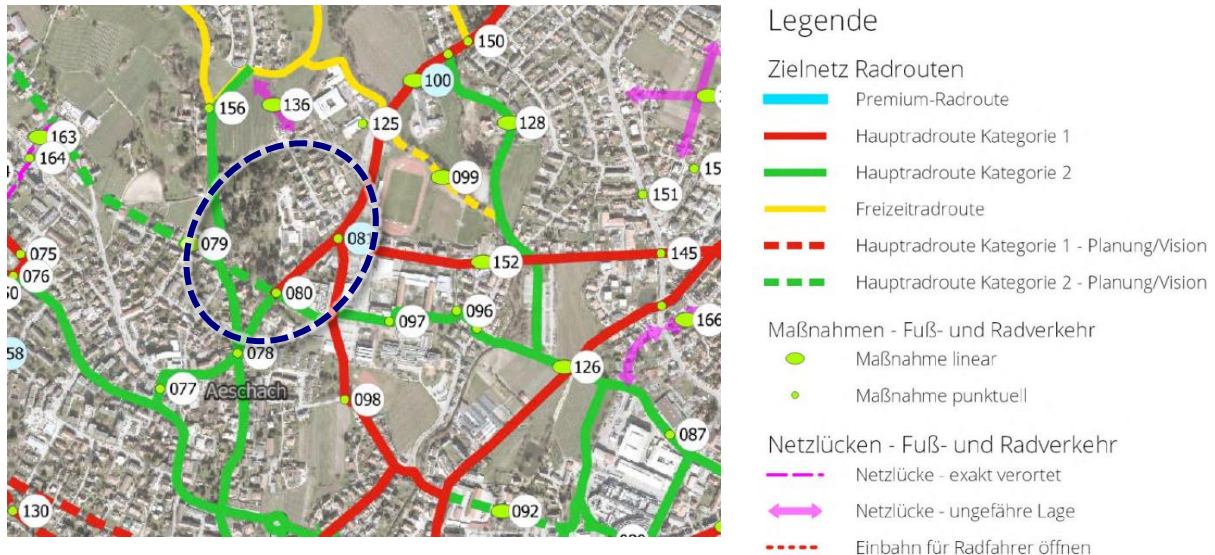 150
100
156
136
125
128
163
164
099
151
079
081
075
076
152
145
080
096
097
166
078
126
58
077
Aeschach
098
087
130
092
Legende
Zielnetz Radrouten
Premium-Radroute
Hauptradroute Kategorie 1
Hauptradroute Kategorie 2
Freizeitradroute
Hauptradroute Kategorie 1 - Planung/Vision
Hauptradroute Kategorie 2 - Planung/Vision
Maßnahmen - Fuß- und Radverkehr
Maßnahme linear
Maßnahme punktuell
Netzlücken - Fuß- und Radverkehr
Netzlücke - exakt verortet
Netzlücke - ungefähre Lage
Einbahn für Radfahrer öffnen